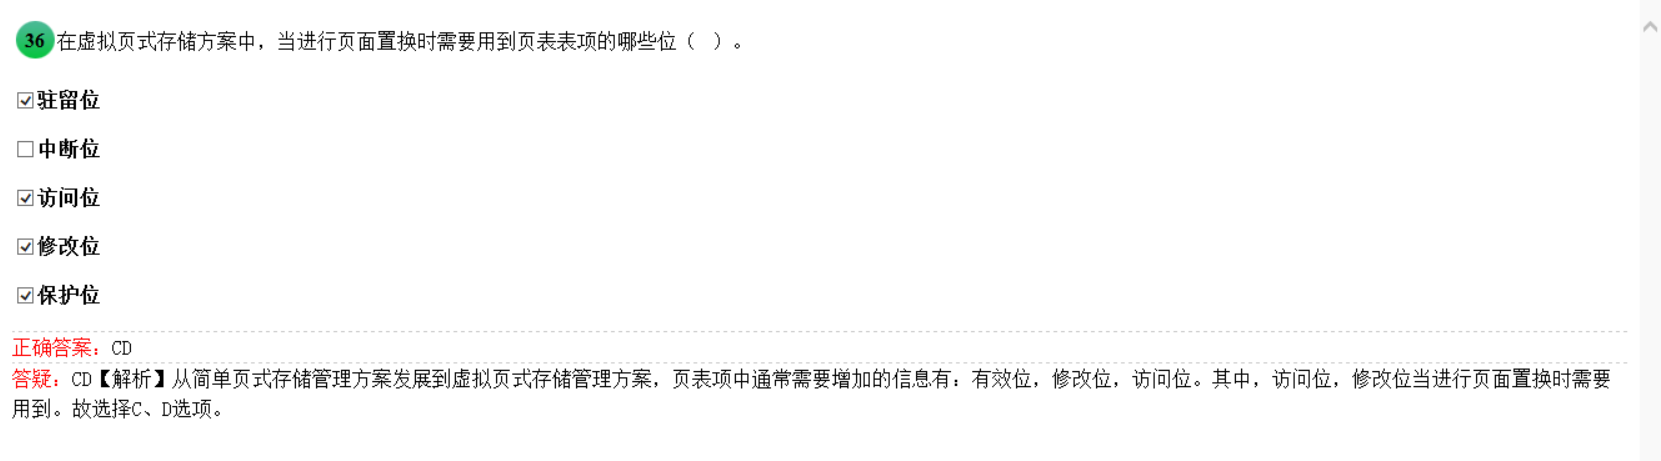 36 在虚拟页式存储方案中，当进行页面置换时需要用到页表表项的哪些位（ ）。
驻留位
中断位
访问位
修改位
保护位
正确答案：CD
答疑：CD【解析】从简单页式存储管理方案发展到虚拟页式存储管理方案，页表项中通常需要增加的信息有：有效位，修改位，访问位。其中，访问位，修改位当进行页面置换时需要
用到。故选择C、D选项。